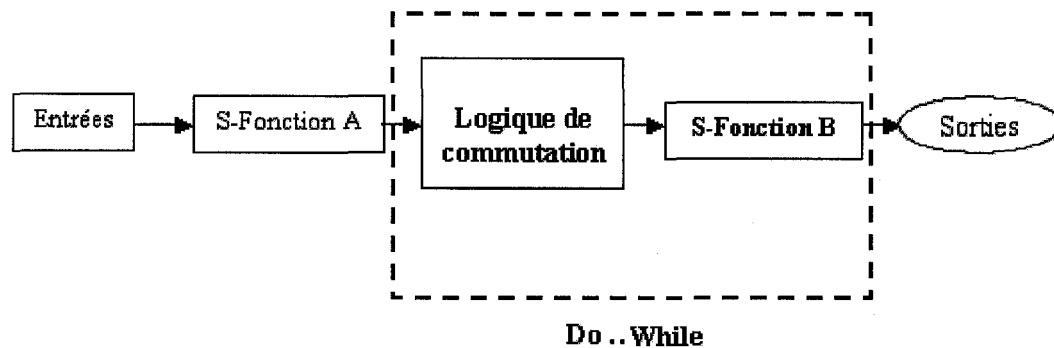 Entrées
S-Fonction A
Logique de
commutation
S-Fonction B
Sorties
Do .. While